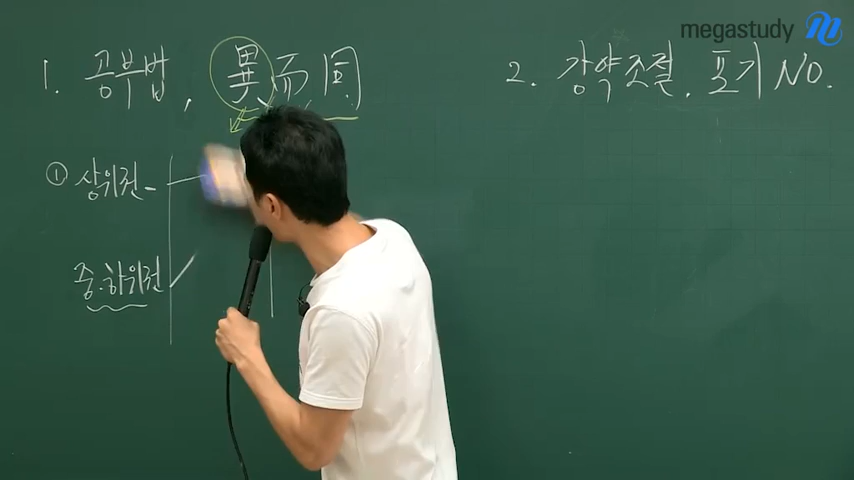 megastudy
1. 공부법, 異而同
① 상위권 -
중·하위권
2. 강약조절. 포기 NO.